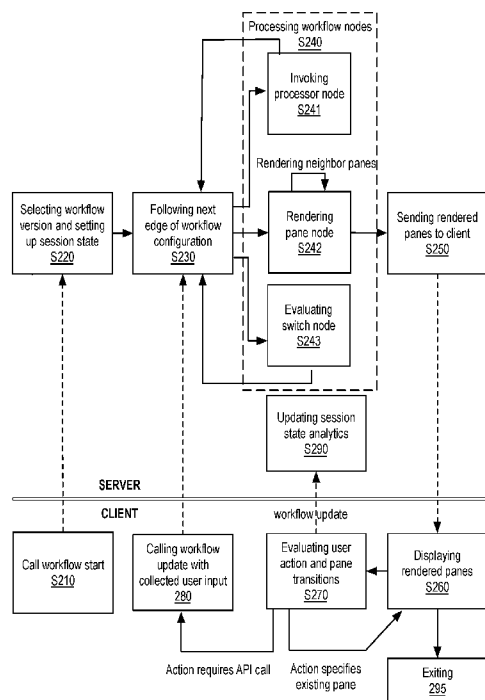 Processing workflow nodes
S240
Invoking
processor node
S241
Rendering neighbor panes
Selecting workflow
version and setting
up session state
S220
Following next
edge of workflow
configuration
S230
Rendering
pane node
S242
Sending rendered
panes to client
S250
Evaluating
switch node
S243
Updating session
state analytics
S290
SERVER
CLIENT
workflow update
Call workflow start
S210
Calling workflow
update with
collected user input
280
Evaluating user
action and pane
transitions
S270
Displaying
rendered panes
S260
Action requires API call
Action specifies
existing pane
Exiting
295